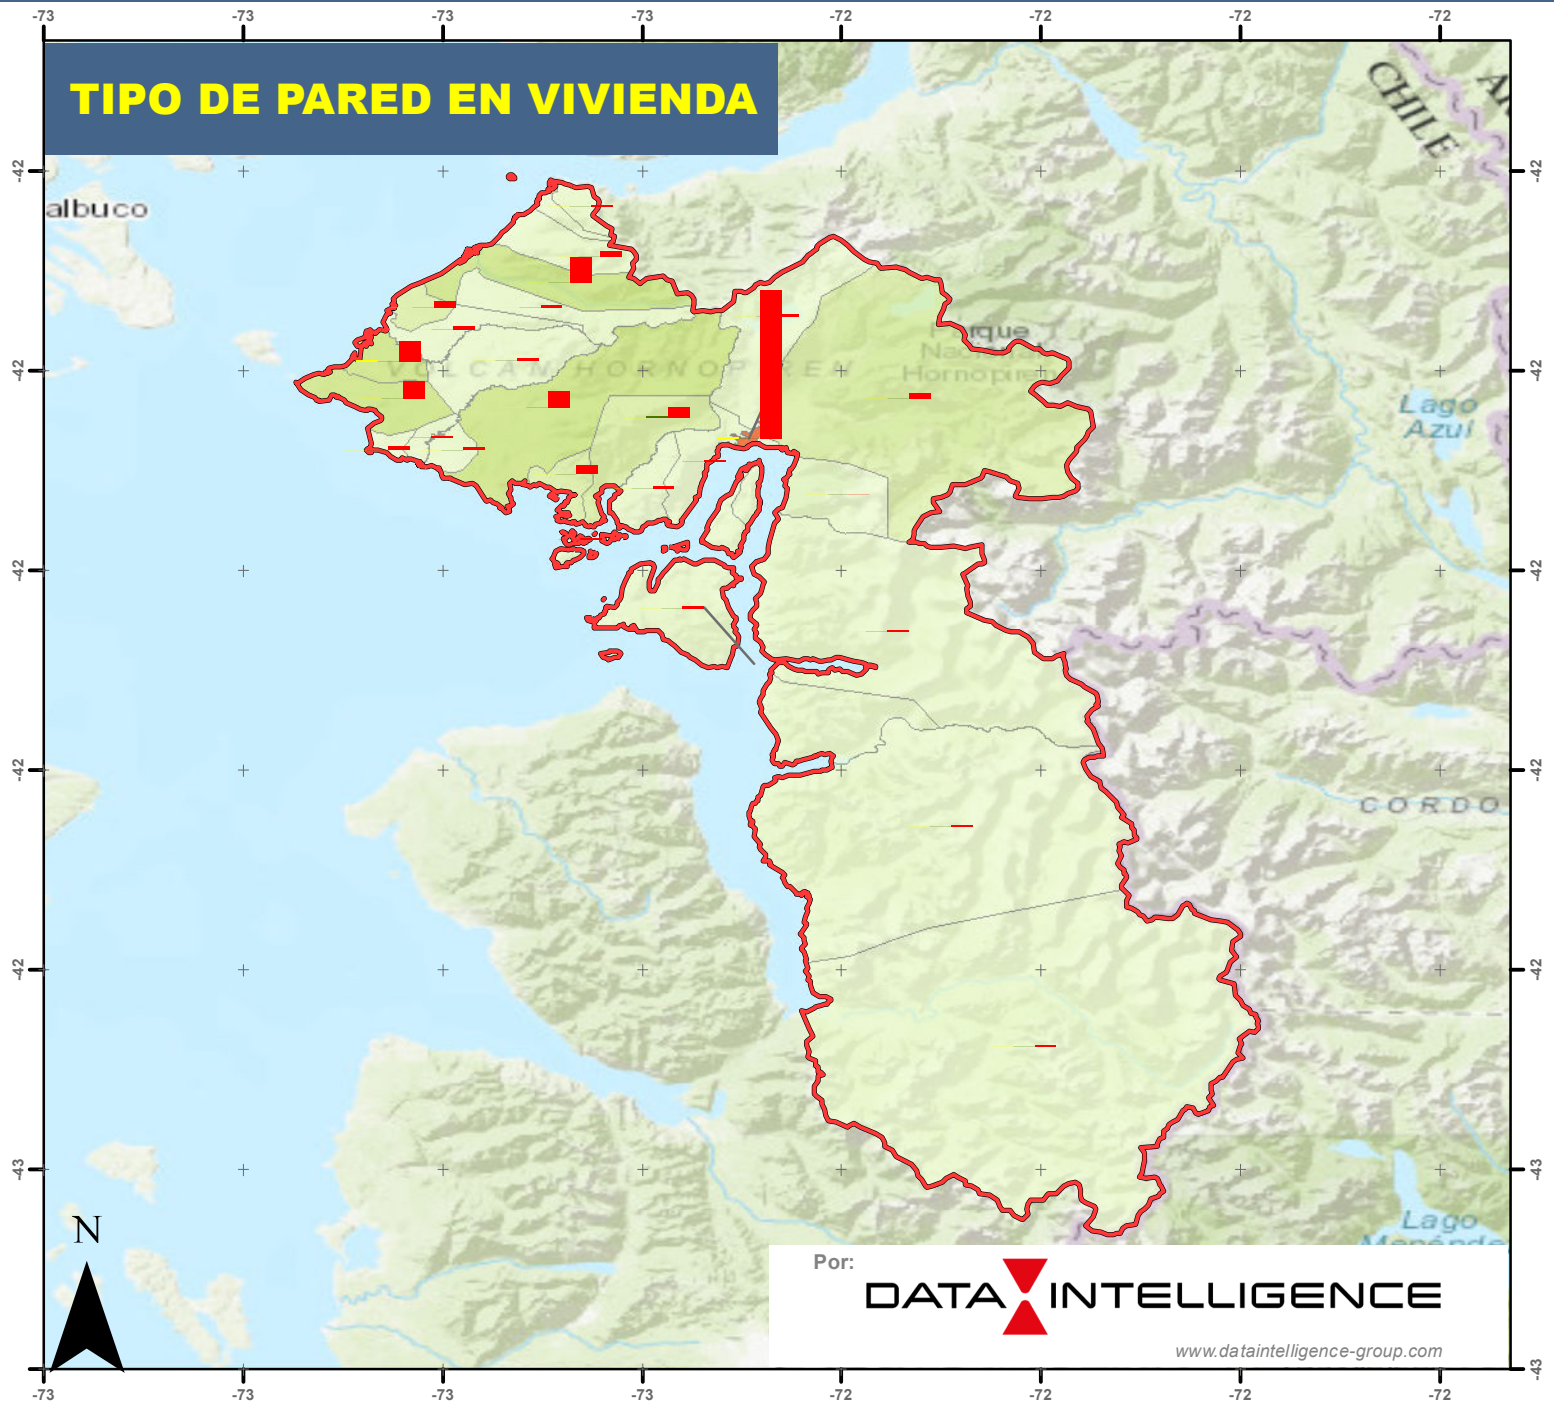 -73 -73 -73 -73 -72 -72 -72 -72
TIPO DE PARED EN VIVIENDA
CHILE
-42 -42
albuco
Parque
Hornopiren
VOLCAN HORNOPIREN
-42 -42
Lago
Azul
-42 -42
-42 -42
CORDO
-42 -42
-43 -43
Lago
N
Por:
DATA INTELLIGENCE
www.dataintelligence-group.com
-43
-73 -73 -73 -73 -72 -72 -72 -72